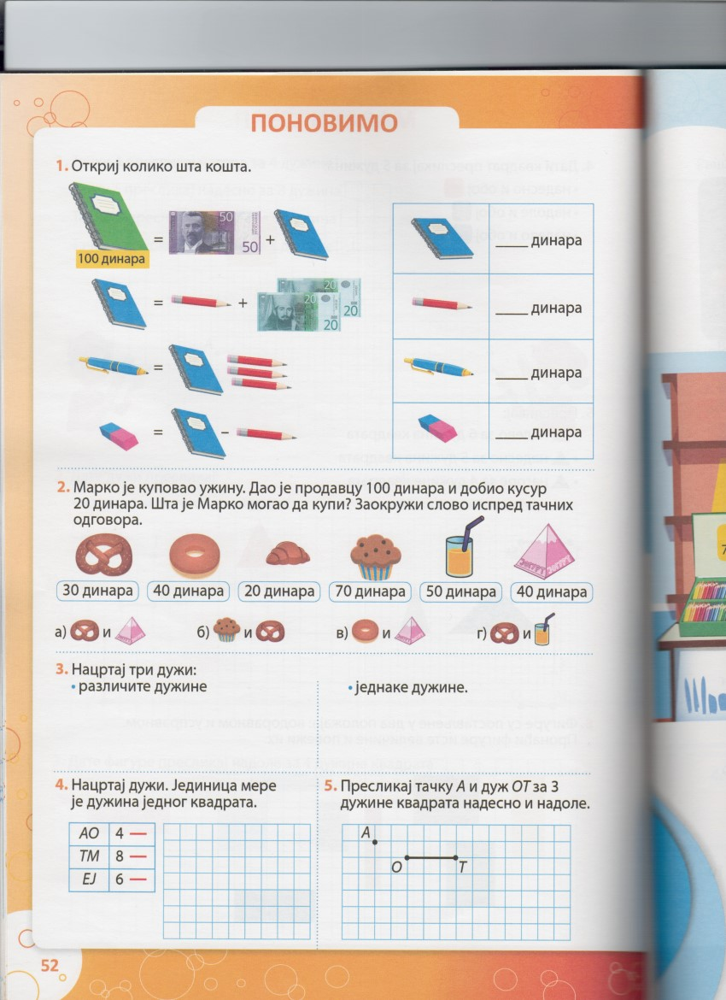 ПОНОВИМО
1. Откриј колико шта кошта.
50
50
= +
100 динара
____ динара
20
20
20
20
= +
____ динара
=
____ динара
= –
____ динара
2. Марко је куповао ужину. Дао је продавцу 100 динара и добио кусур
20 динара. Шта је Марко могао да купи? Заокружи слово испред тачних
одговора.
30 динара 40 динара 20 динара 70 динара 50 динара 40 динара
а) и б) и в) и г) и
3. Нацртај три дужи:
• различите дужине • једнаке дужине.
4. Нацртај дужи. Јединица мере
је дужина једног квадрата.
AO 4 —
TM 8 —
EJ 6 —
5. Пресликај тачку A и дуж OT за 3
дужине квадрата надесно и надоле.
A
O T
52
7